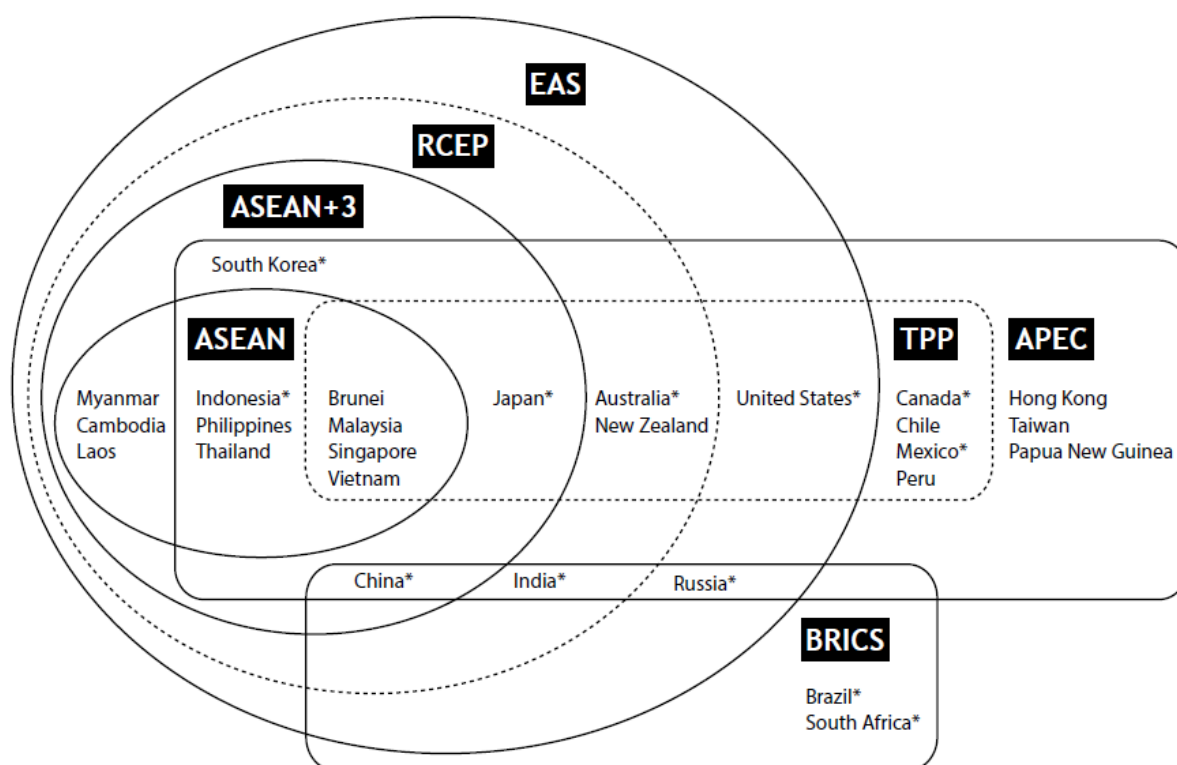 EAS
RCEP
ASEAN+3
South Korea*
ASEAN
TPP
APEC
Myanmar
Cambodia
Laos
Indonesia*
Philippines
Thailand
Brunei
Malaysia
Singapore
Vietnam
Japan*
Australia*
New Zealand
United States*
Canada*
Chile
Mexico*
Peru
Hong Kong
Taiwan
Papua New Guinea
China*
India*
Russia*
BRICS
Brazil*
South Africa*